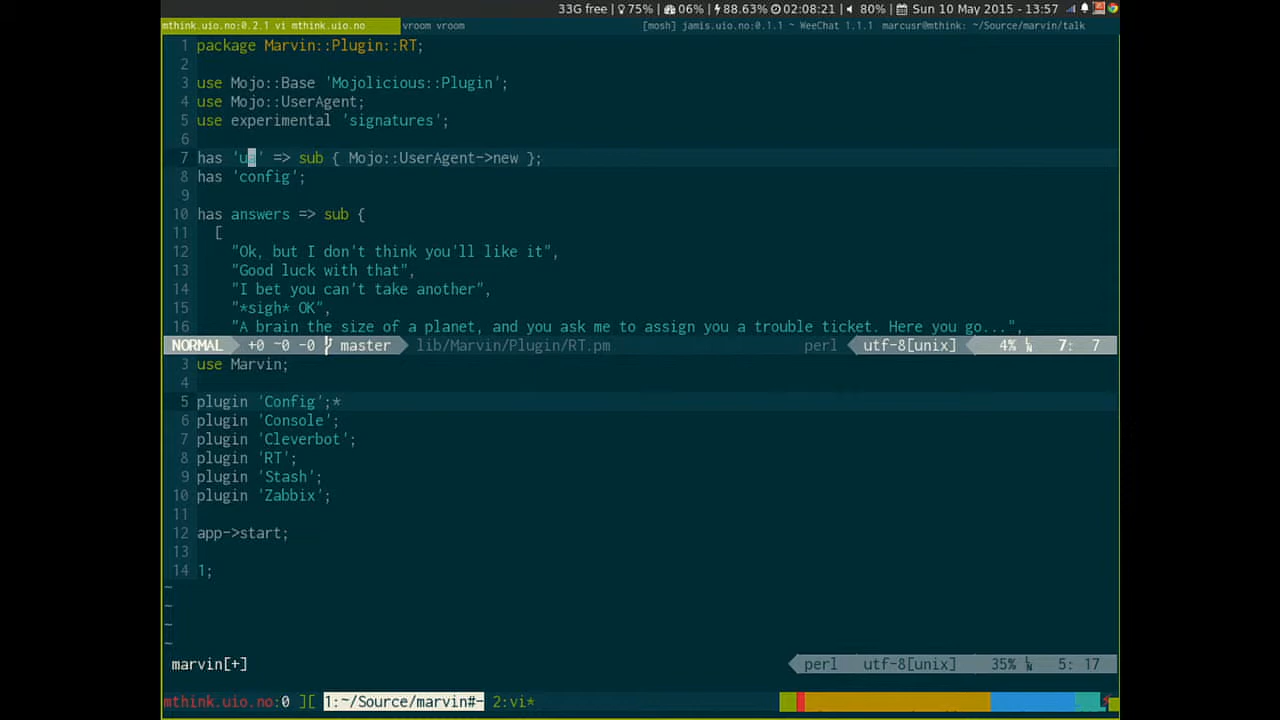 33G free 75% 06% 88.63% 02:08:21 80% Sun 10 May 2015 - 13:57
mthink.uio.no:0.2.1 vi mthink.uio.no vroom vroom [mosh] jamis.uio.no:0.1.1 ~ WeeChat 1.1.1 marcusr@mthink: ~/Source/marvin/talk
1 package Marvin::Plugin::RT;
2
3 use Mojo::Base 'Mojolicious::Plugin';
4 use Mojo::UserAgent;
5 use experimental 'signatures';
6
7 has 'ua' => sub { Mojo::UserAgent->new };
8 has 'config';
9
10 has answers => sub {
11 [
12 "Ok, but I don't think you'll like it",
13 "Good luck with that",
14 "I bet you can't take another",
15 "*sigh* OK",
16 "A brain the size of a planet, and you ask me to assign you a trouble ticket. Here you go...",
NORMAL +0 ~0 -0 master lib/Marvin/Plugin/RT.pm perl utf-8[unix] 4% 7: 7
3 use Marvin;
4
5 plugin 'Config';*
6 plugin 'Console';
7 plugin 'Cleverbot';
8 plugin 'RT';
9 plugin 'Stash';
10 plugin 'Zabbix';
11
12 app->start;
13
14 1;
~
~
~
~
marvin[+] perl utf-8[unix] 35% 5: 17
mthink.uio.no:0 ][ 1:~/Source/marvin#- 2:vi*